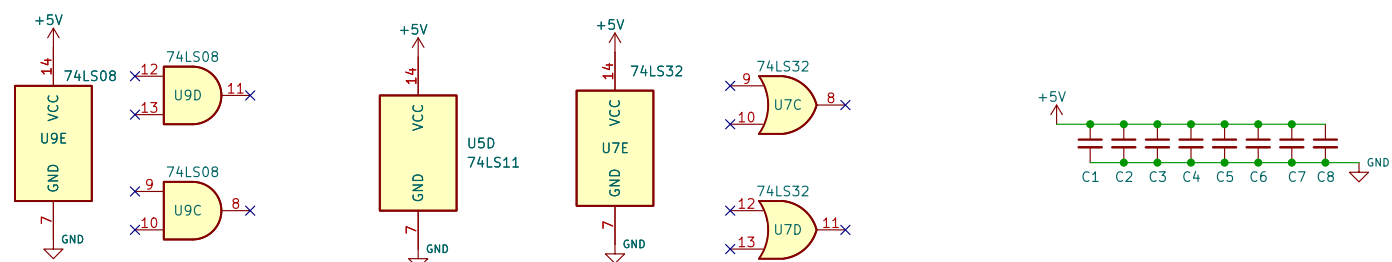 +5V
14
74LS08
VCC
U9E
GND
7
GND
74LS08
12
13
U9D
11
74LS08
9
10
U9C
8
+5V
14
VCC
U5D
74LS11
GND
7
GND
+5V
14
74LS32
VCC
U7E
GND
7
GND
74LS32
9
10
U7C
8
74LS32
12
13
U7D
11
+5V
GND
C1 C2 C3 C4 C5 C6 C7 C8